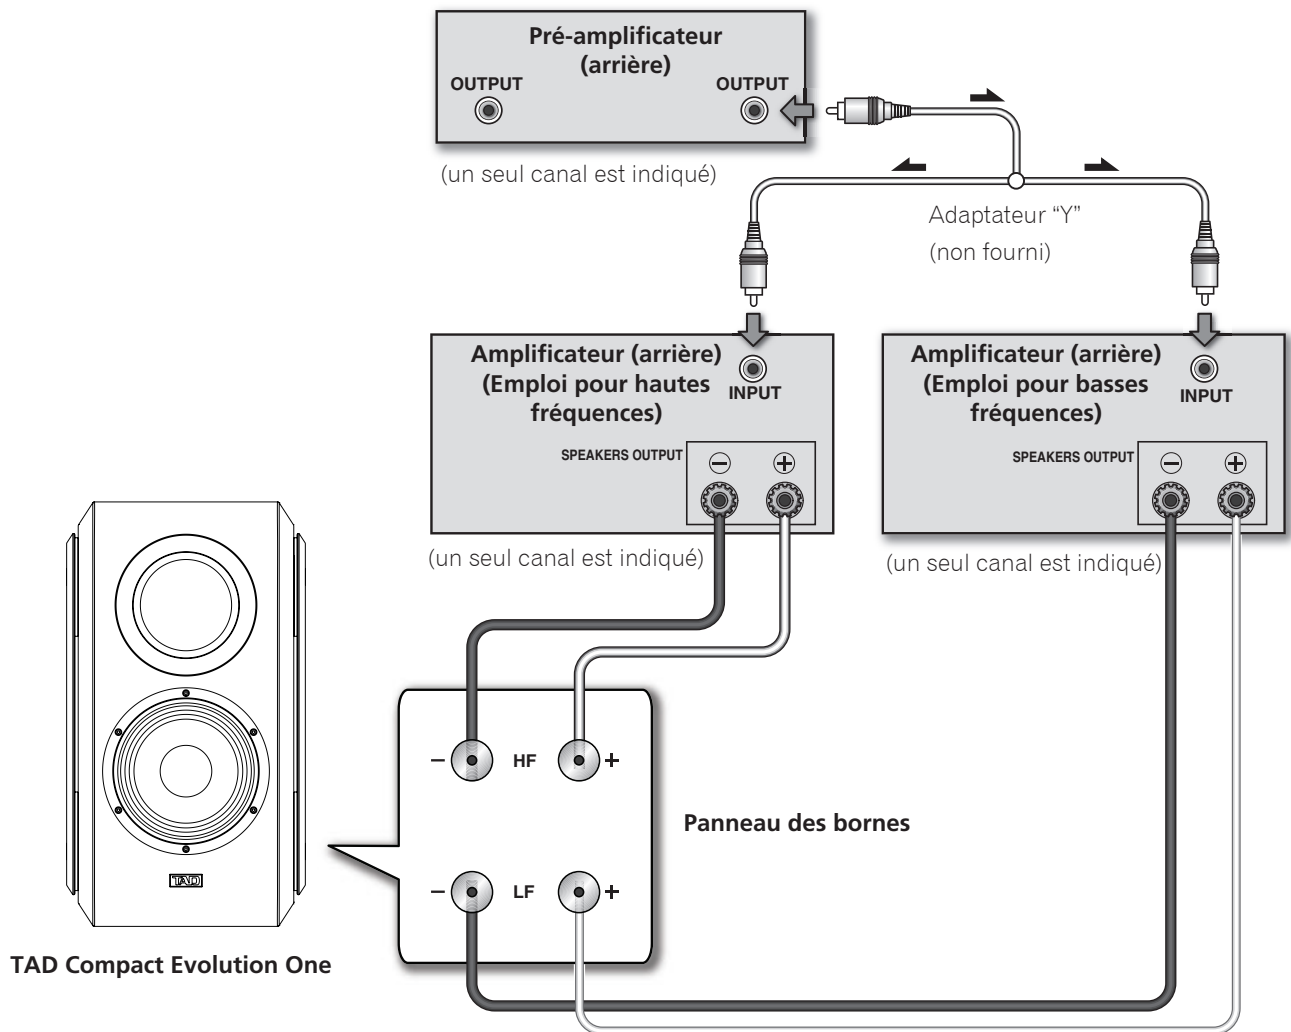 Pré-amplificateur
(arrière)
OUTPUT
OUTPUT
(un seul canal est indiqué)
Adaptateur “Y”
(non fourni)
Amplificateur (arrière)
(Emploi pour hautes
fréquences)
INPUT
SPEAKERS OUTPUT
− +
(un seul canal est indiqué)
Amplificateur (arrière)
(Emploi pour basses
fréquences)
INPUT
SPEAKERS OUTPUT
− +
(un seul canal est indiqué)
− HF +
Panneau des bornes
− LF +
TAD
TAD Compact Evolution One